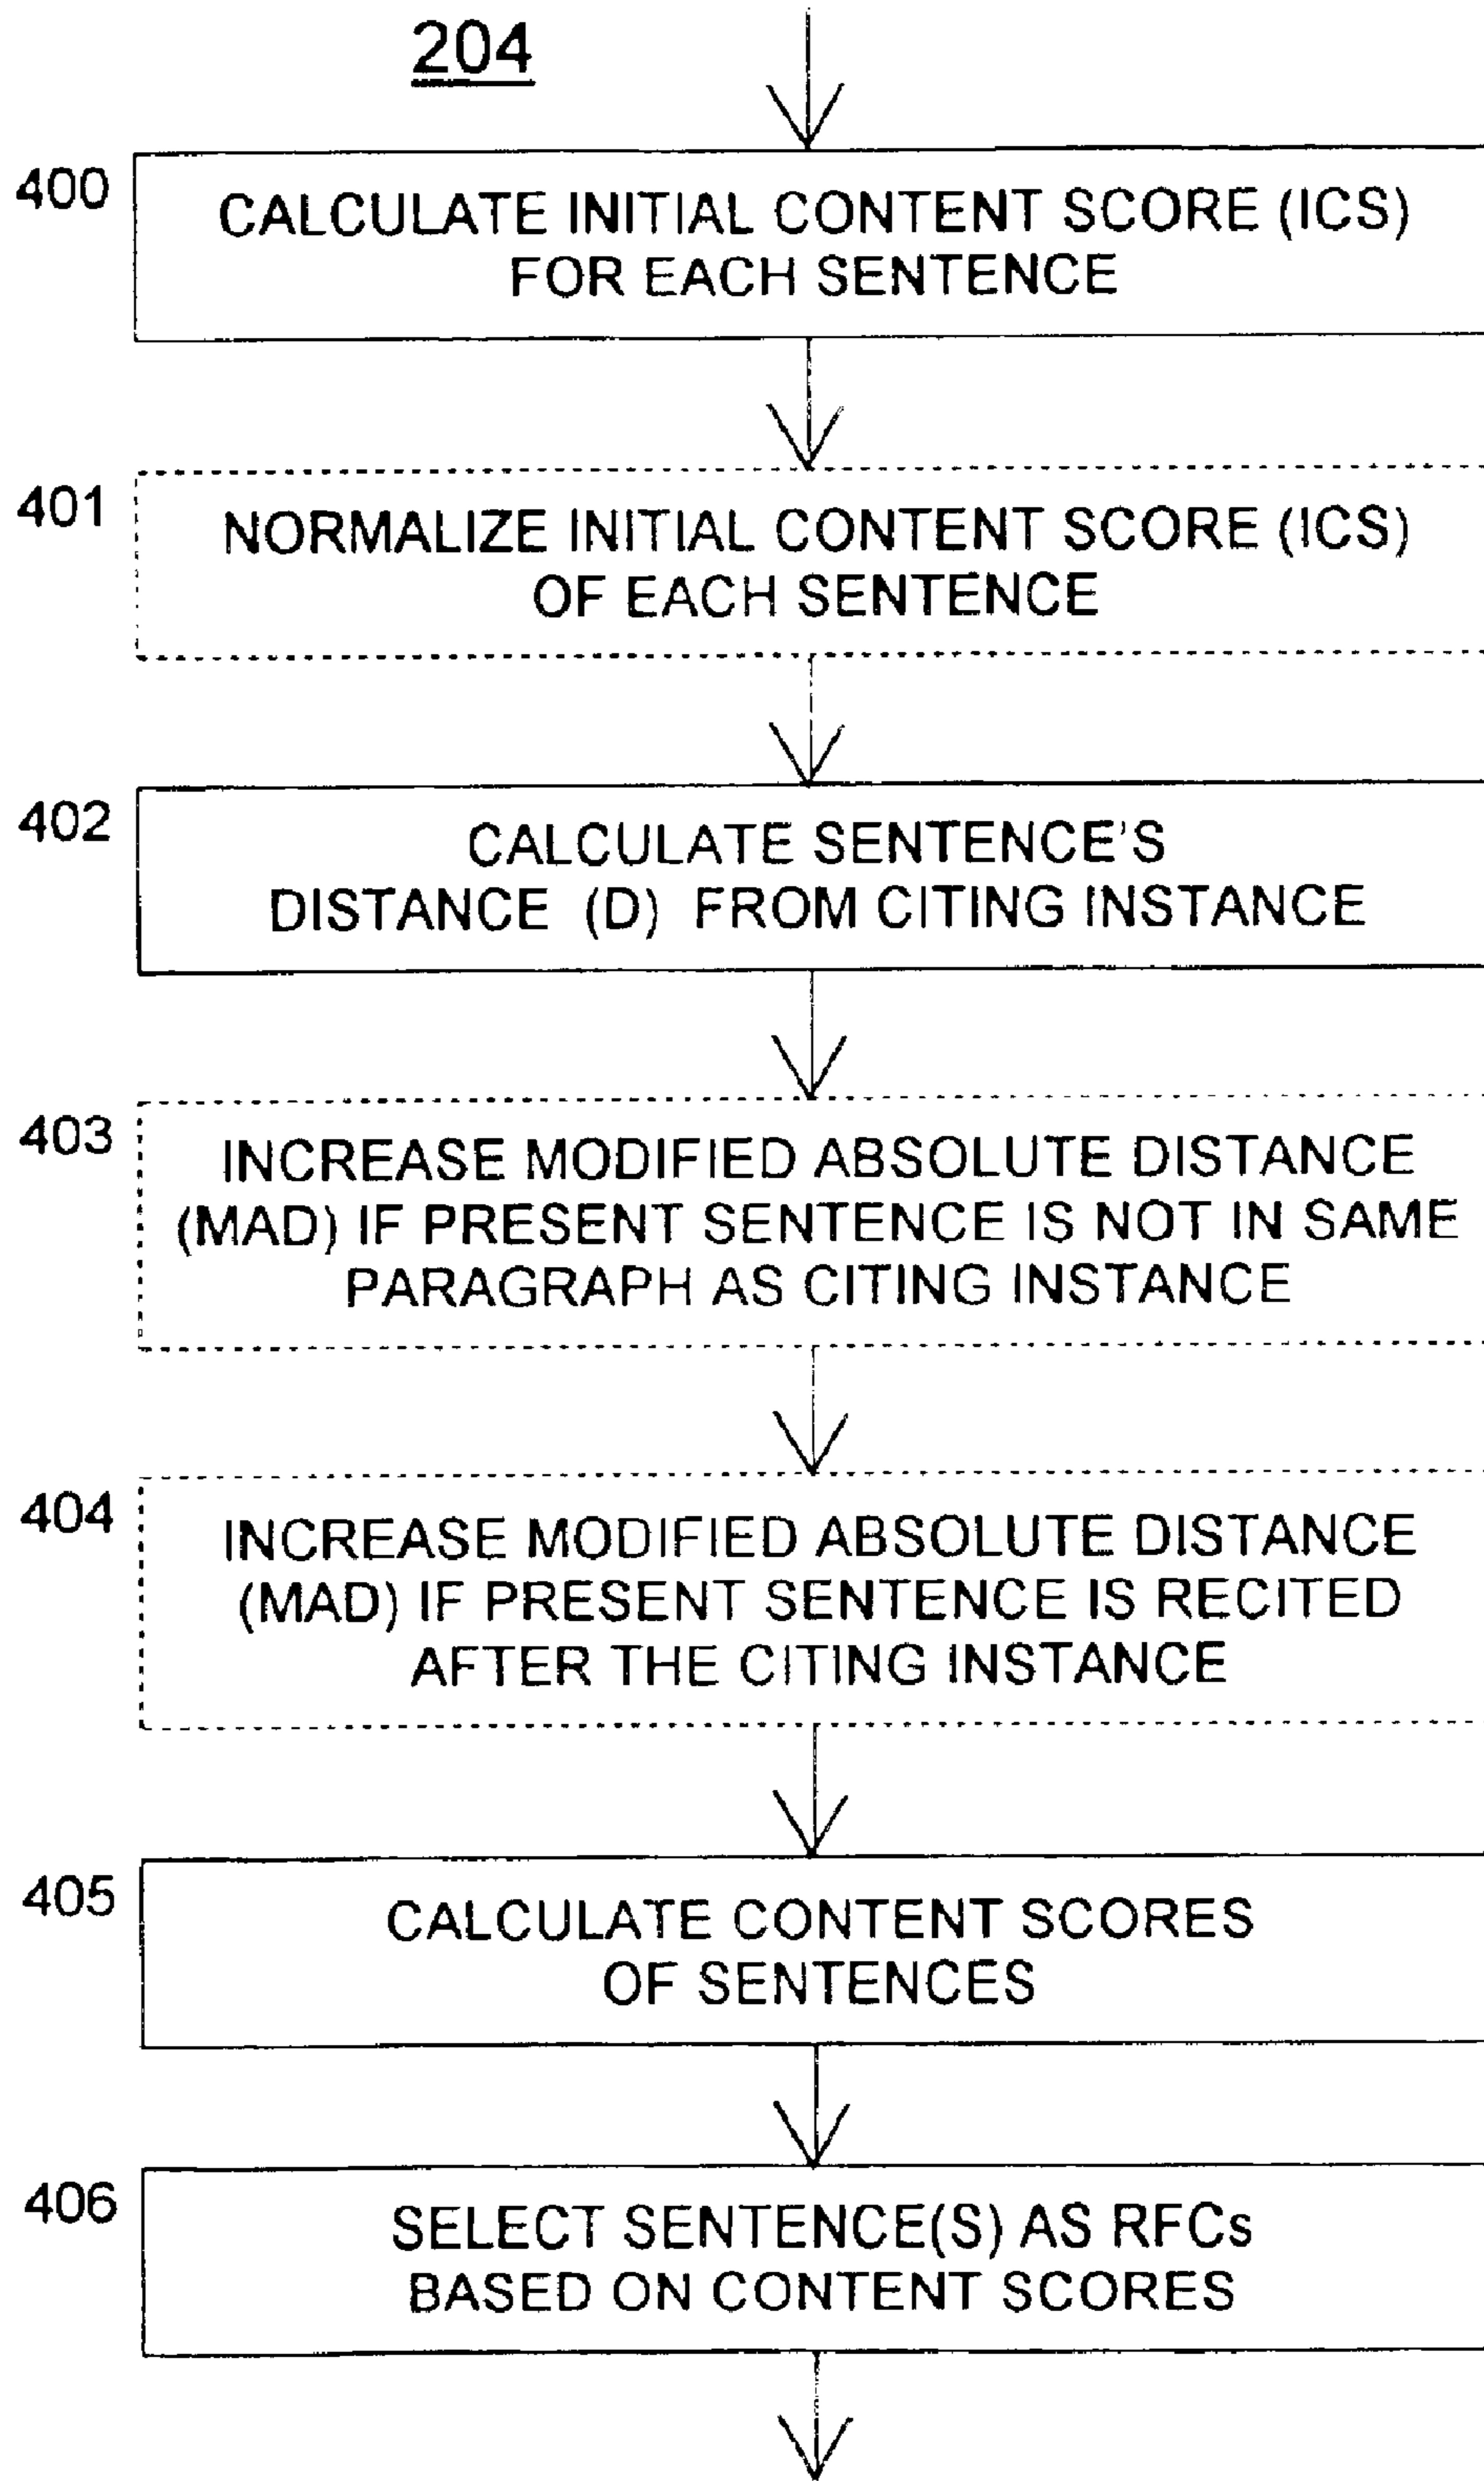 204
400
CALCULATE INITIAL CONTENT SCORE (ICS)
FOR EACH SENTENCE
401
NORMALIZE INITIAL CONTENT SCORE (ICS)
OF EACH SENTENCE
402
CALCULATE SENTENCE'S
DISTANCE (D) FROM CITING INSTANCE
403
INCREASE MODIFIED ABSOLUTE DISTANCE
(MAD) IF PRESENT SENTENCE IS NOT IN SAME
PARAGRAPH AS CITING INSTANCE
404
INCREASE MODIFIED ABSOLUTE DISTANCE
(MAD) IF PRESENT SENTENCE IS RECITED
AFTER THE CITING INSTANCE
405
CALCULATE CONTENT SCORES
OF SENTENCES
406
SELECT SENTENCE(S) AS RFCs
BASED ON CONTENT SCORES